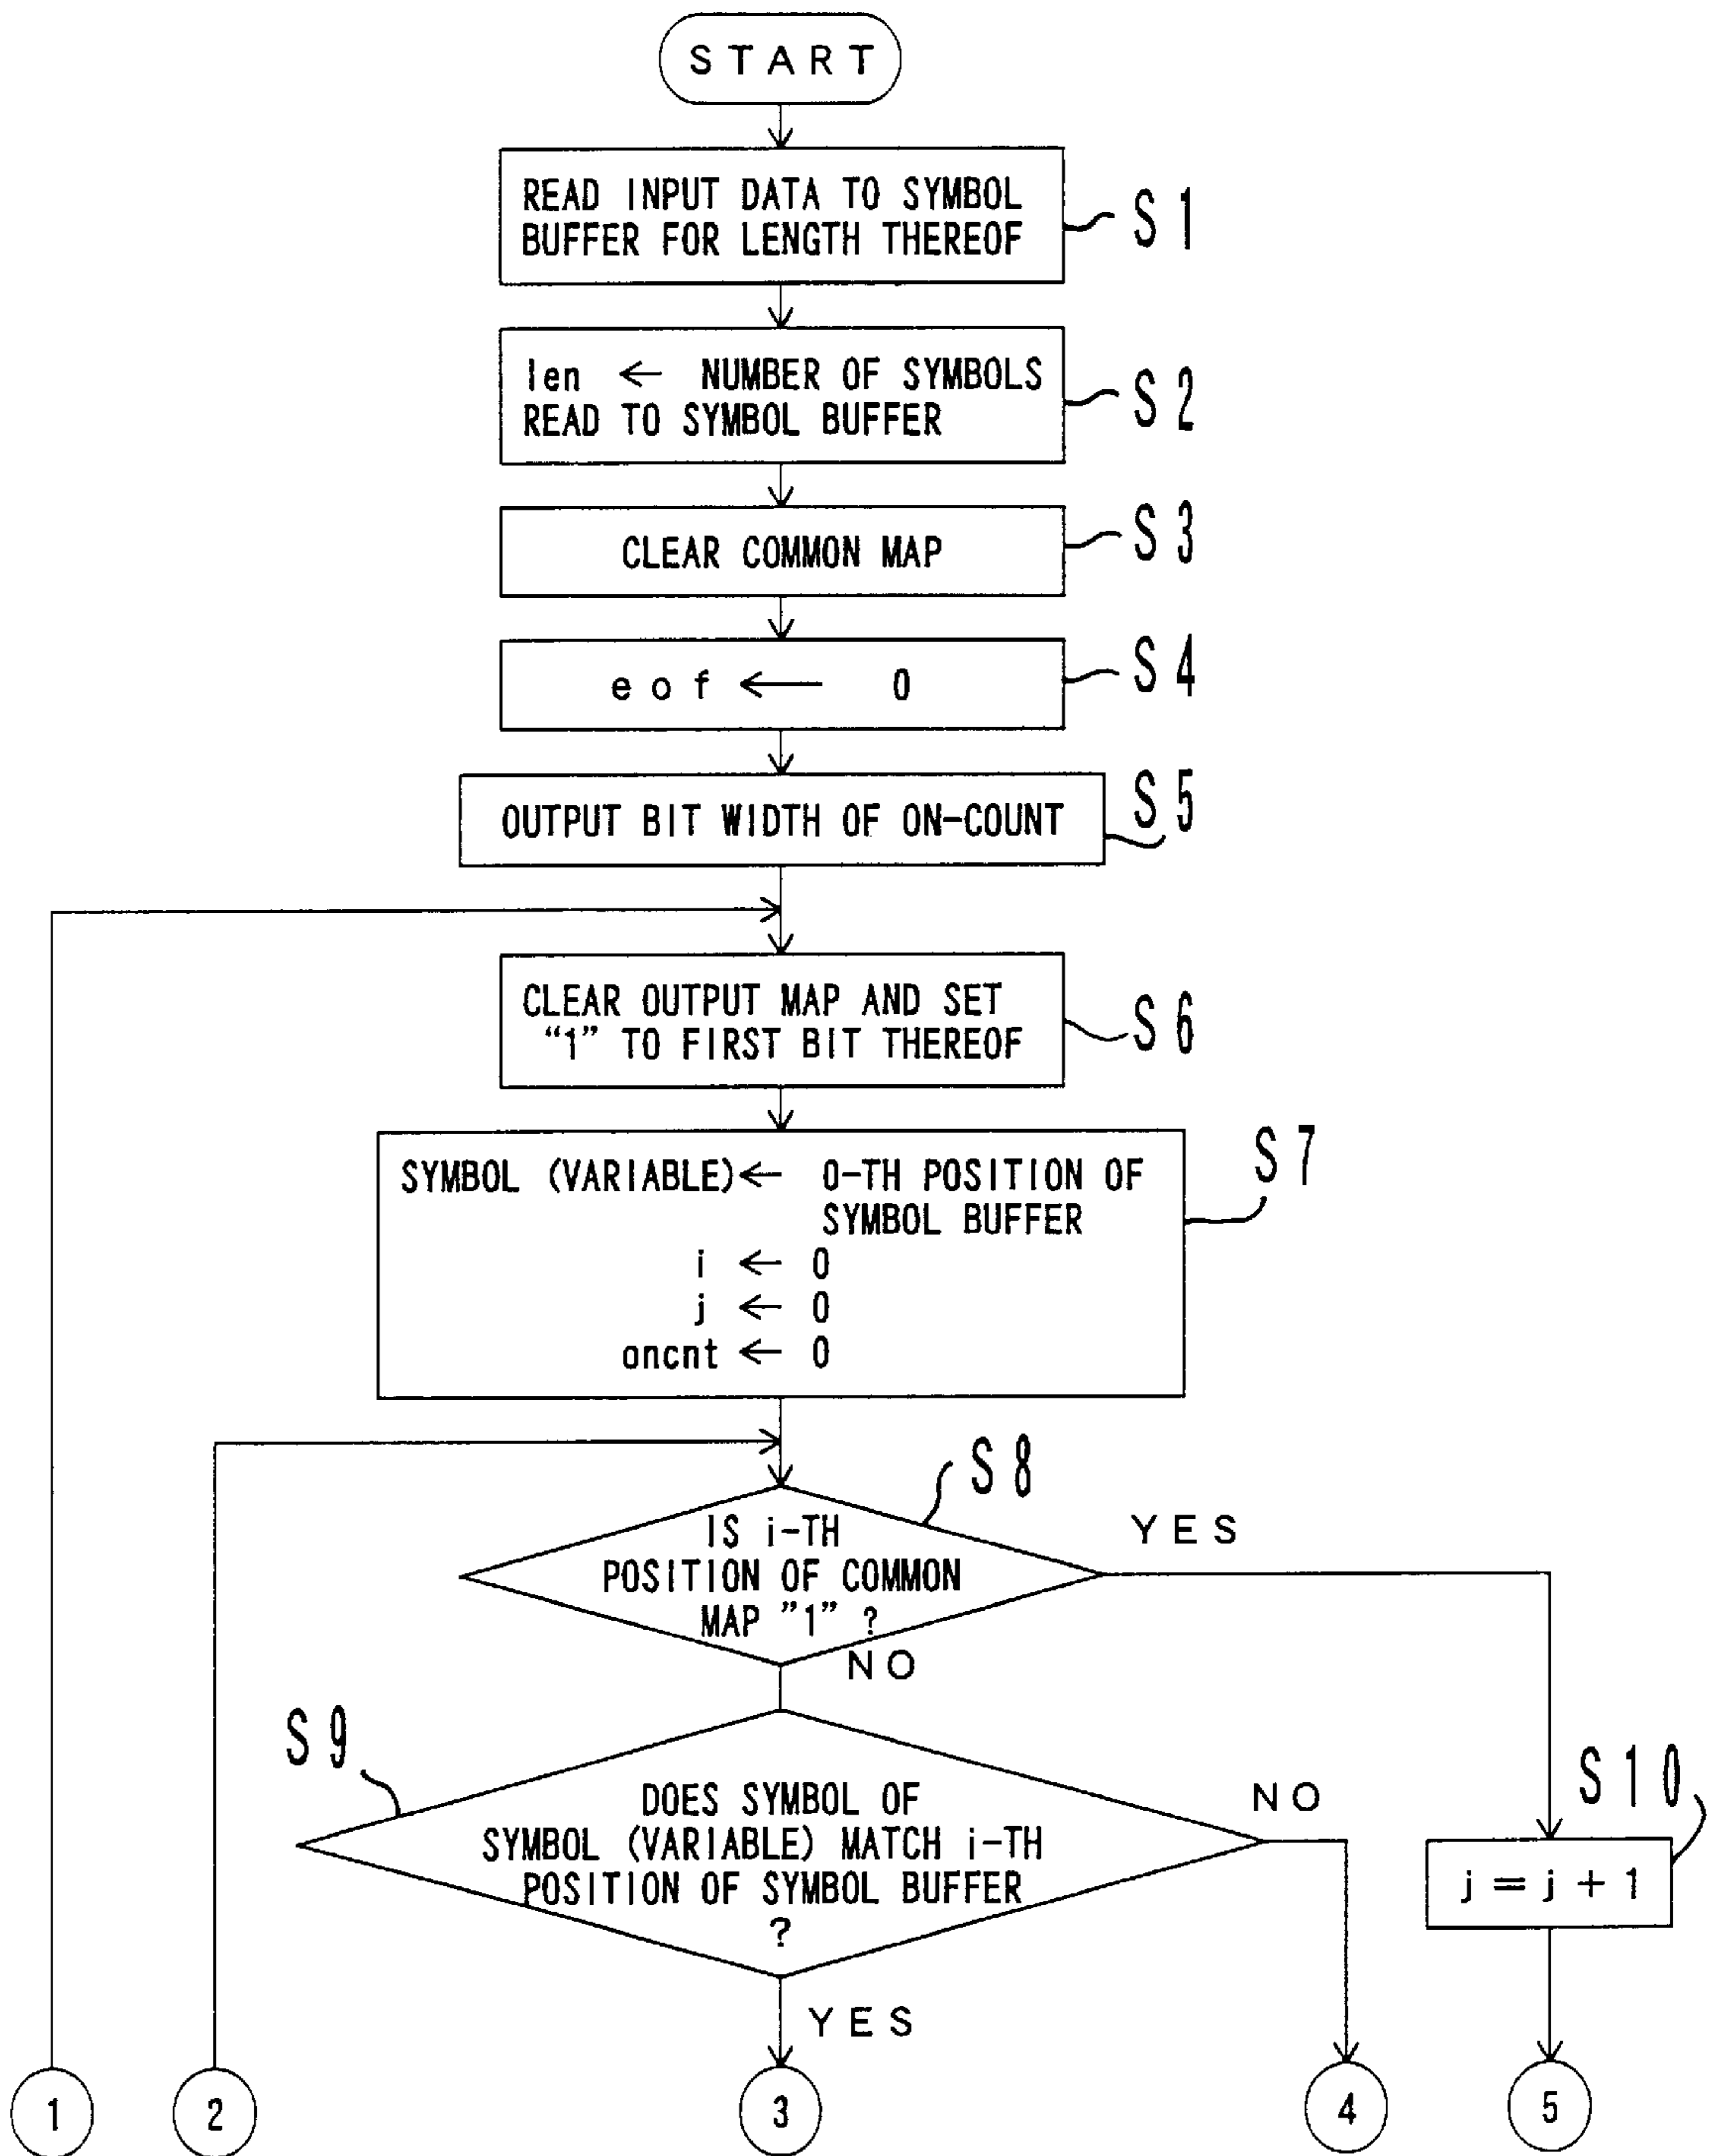 START
READ INPUT DATA TO SYMBOL
BUFFER FOR LENGTH THEREOF
S1
len ← NUMBER OF SYMBOLS
READ TO SYMBOL BUFFER
S2
CLEAR COMMON MAP
S3
eof ← 0
S4
OUTPUT BIT WIDTH OF ON-COUNT
S5
CLEAR OUTPUT MAP AND SET
“1” TO FIRST BIT THEREOF
S6
SYMBOL (VARIABLE)← 0-TH POSITION OF
SYMBOL BUFFER
i ← 0
j ← 0
oncnt ← 0
S7
S8
IS i-TH
POSITION OF COMMON
MAP ”1” ?
YES
NO
S9
DOES SYMBOL OF
SYMBOL (VARIABLE) MATCH i-TH
POSITION OF SYMBOL BUFFER
?
NO
YES
S10
j = j + 1
1
2
3
4
5